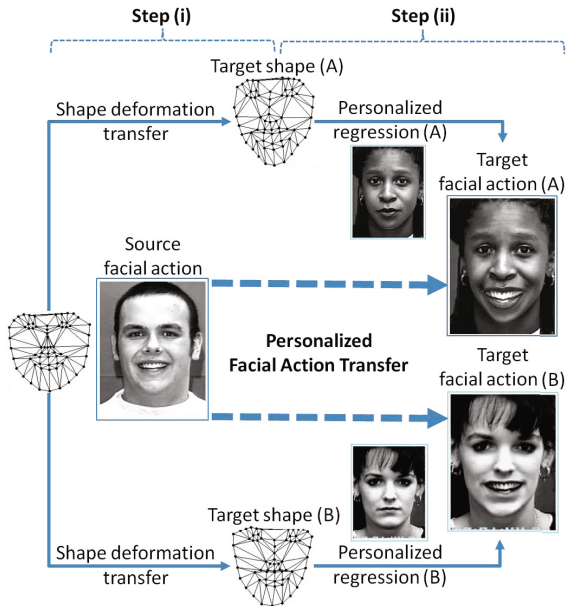 Step (i)
Step (ii)
Target shape (A)
Shape deformation
transfer
Personalized
regression (A)
Target
facial action (A)
Source
facial action
Personalized
Facial Action Transfer
Target
facial action (B)
Target shape (B)
Shape deformation
transfer
Personalized
regression (B)